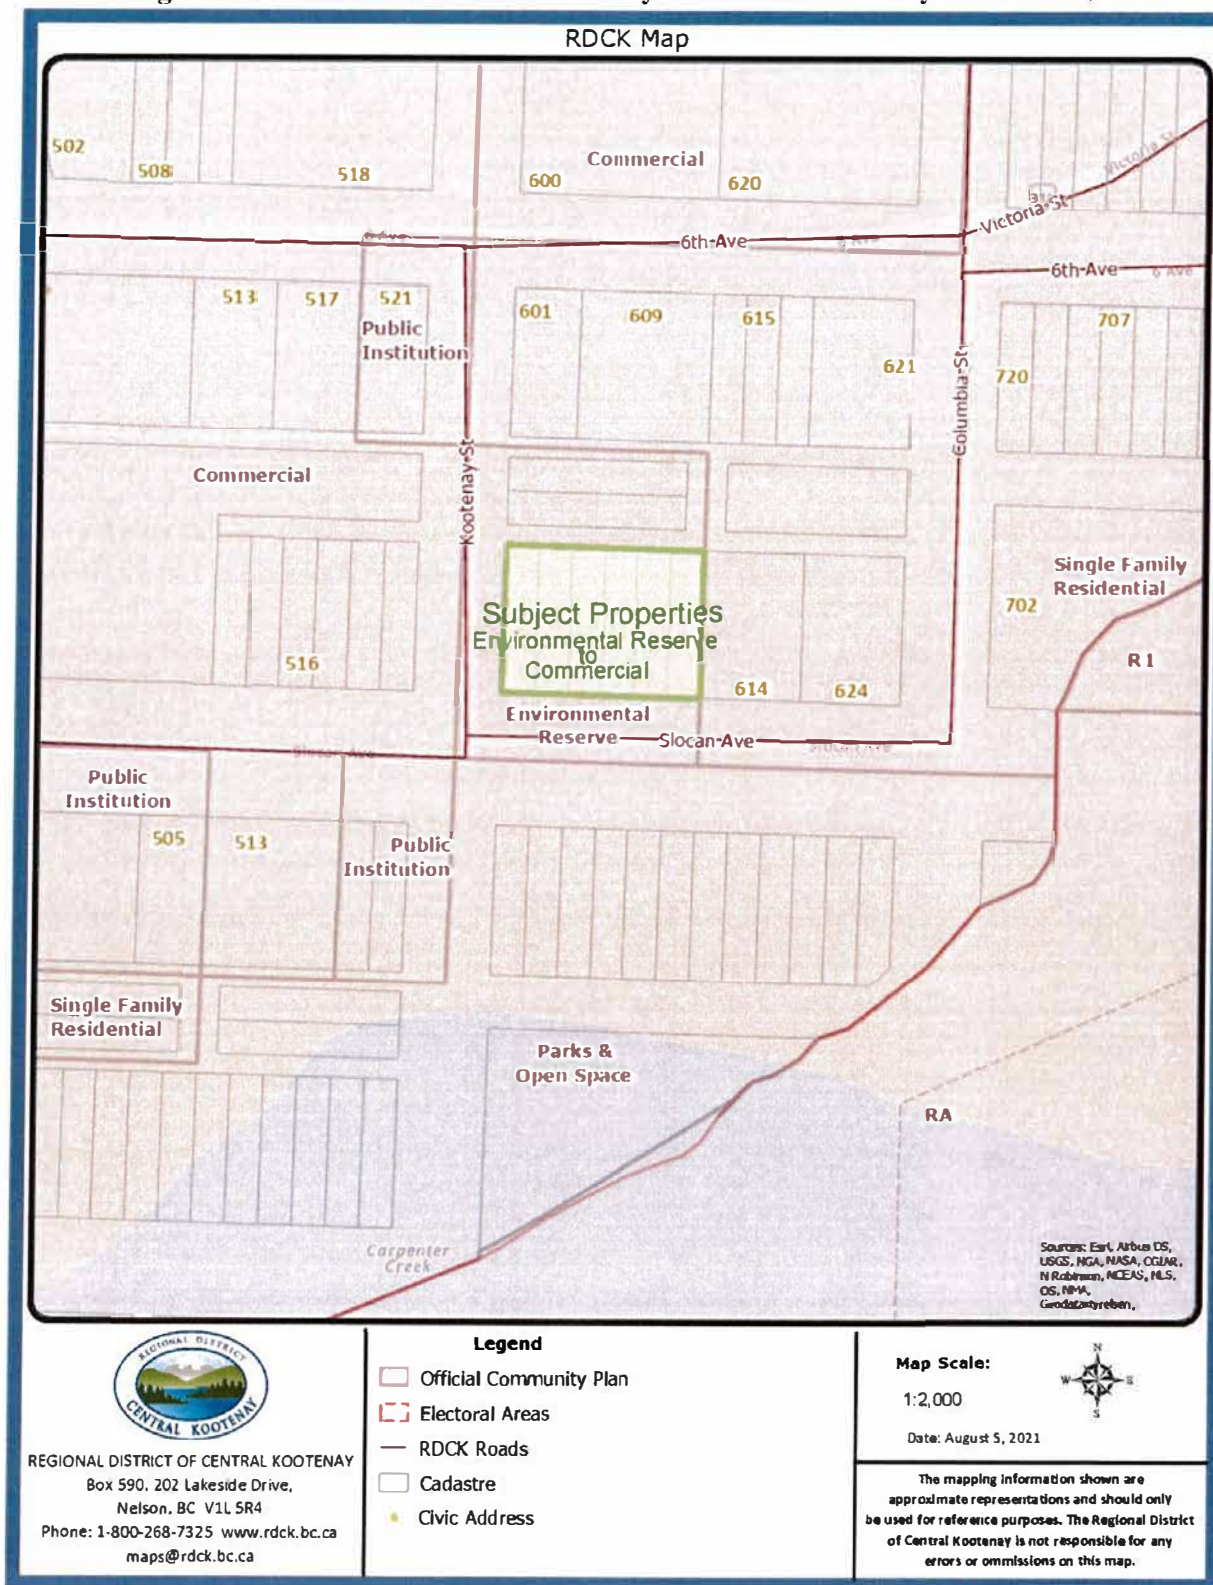 RDCK Map
502
508
518
Commercial
600
620
Victoria St
Victoria-St
6th-Ave
6th-Ave
6 Ave
513
517
521
Public
Institution
601
609
615
621
707
720
Columbia-St
Kootenay-St
Commercial
Single Family
Residential
702
R1
Subject Properties
Environmental Reserve
to
Commercial
516
614
624
Environmental
Reserve
Slocan-Ave
Slocan Ave
Slocan Ave
Public
Institution
505
513
Public
Institution
Single Family
Residential
Parks &
Open Space
RA
Carpenter
Creek
Sources: Esri, Airbus DS,
USGS, NGA, NASA, CGIAR,
N Robinson, NCEAS, NLS,
OS, NMA,
Geodatastyrelsen,
REGIONAL DISTRICT
CENTRAL KOOTENAY
REGIONAL DISTRICT OF CENTRAL KOOTENAY
Box 590, 202 Lakeside Drive,
Nelson, BC V1L 5R4
Phone: 1-800-268-7325 www.rdck.bc.ca
maps@rdck.bc.ca
Legend
Official Community Plan
Electoral Areas
RDCK Roads
Cadastre
Civic Address
Map Scale:
1:2,000
N
W
E
S
Date: August 5, 2021
The mapping information shown are
approximate representations and should only
be used for reference purposes. The Regional District
of Central Kootenay is not responsible for any
errors or ommissions on this map.